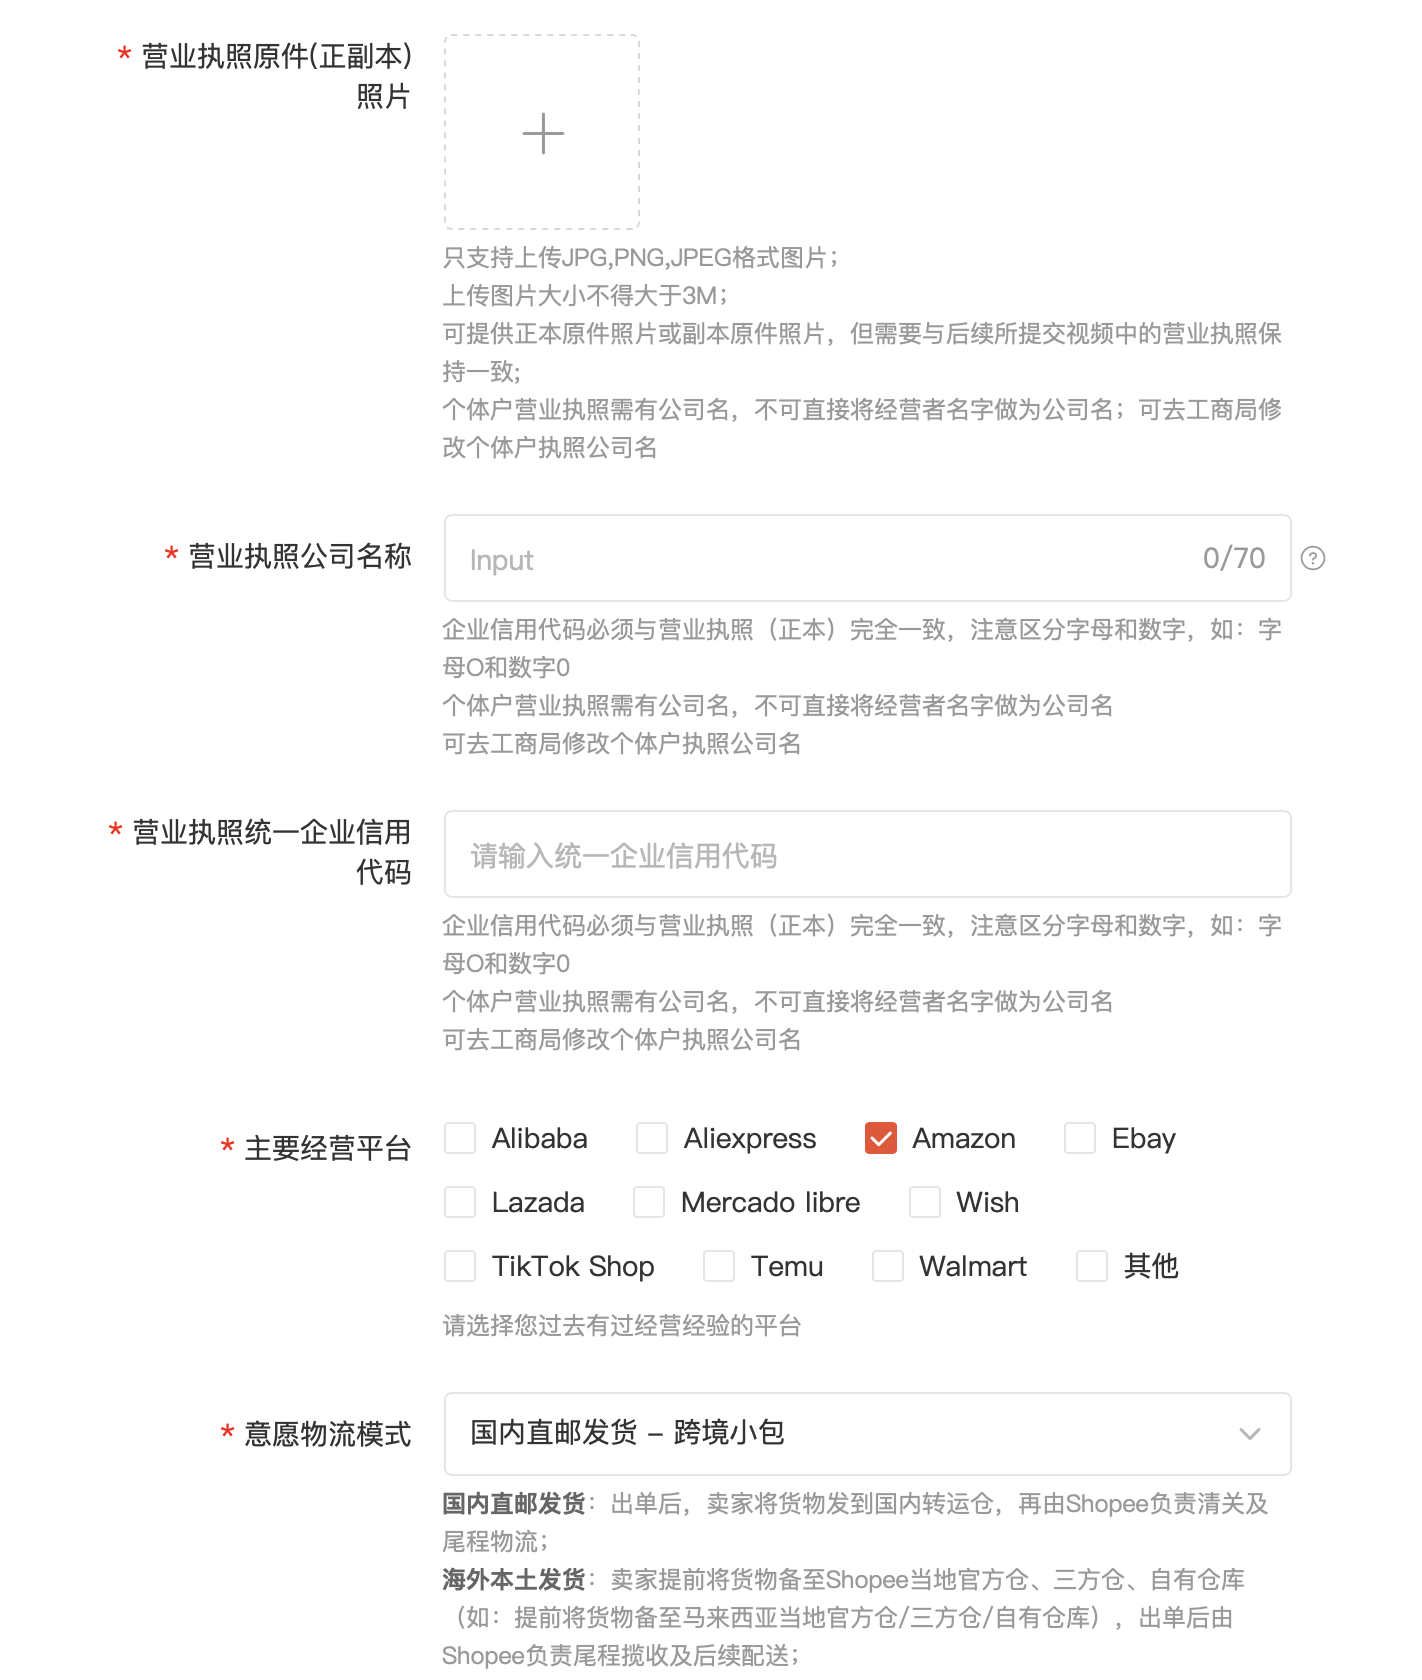 * 营业执照原件(正副本)
照片
只支持上传JPG,PNG,JPEG格式图片；
上传图片大小不得大于3M；
可提供正本原件照片或副本原件照片，但需要与后续所提交视频中的营业执照保
持一致;
个体户营业执照需有公司名，不可直接将经营者名字做为公司名；可去工商局修
改个体户执照公司名
* 营业执照公司名称
Input 0/70
企业信用代码必须与营业执照（正本）完全一致，注意区分字母和数字，如：字
母O和数字0
个体户营业执照需有公司名，不可直接将经营者名字做为公司名
可去工商局修改个体户执照公司名
* 营业执照统一企业信用
代码
请输入统一企业信用代码
企业信用代码必须与营业执照（正本）完全一致，注意区分字母和数字，如：字
母O和数字0
个体户营业执照需有公司名，不可直接将经营者名字做为公司名
可去工商局修改个体户执照公司名
* 主要经营平台
Alibaba Aliexpress Amazon Ebay
Lazada Mercado libre Wish
TikTok Shop Temu Walmart 其他
请选择您过去有过经营经验的平台
* 意愿物流模式
国内直邮发货 – 跨境小包
国内直邮发货：出单后，卖家将货物发到国内转运仓，再由Shopee负责清关及
尾程物流；
海外本土发货：卖家提前将货物备至Shopee当地官方仓、三方仓、自有仓库
（如：提前将货物备至马来西亚当地官方仓/三方仓/自有仓库），出单后由
Shopee负责尾程揽收及后续配送；